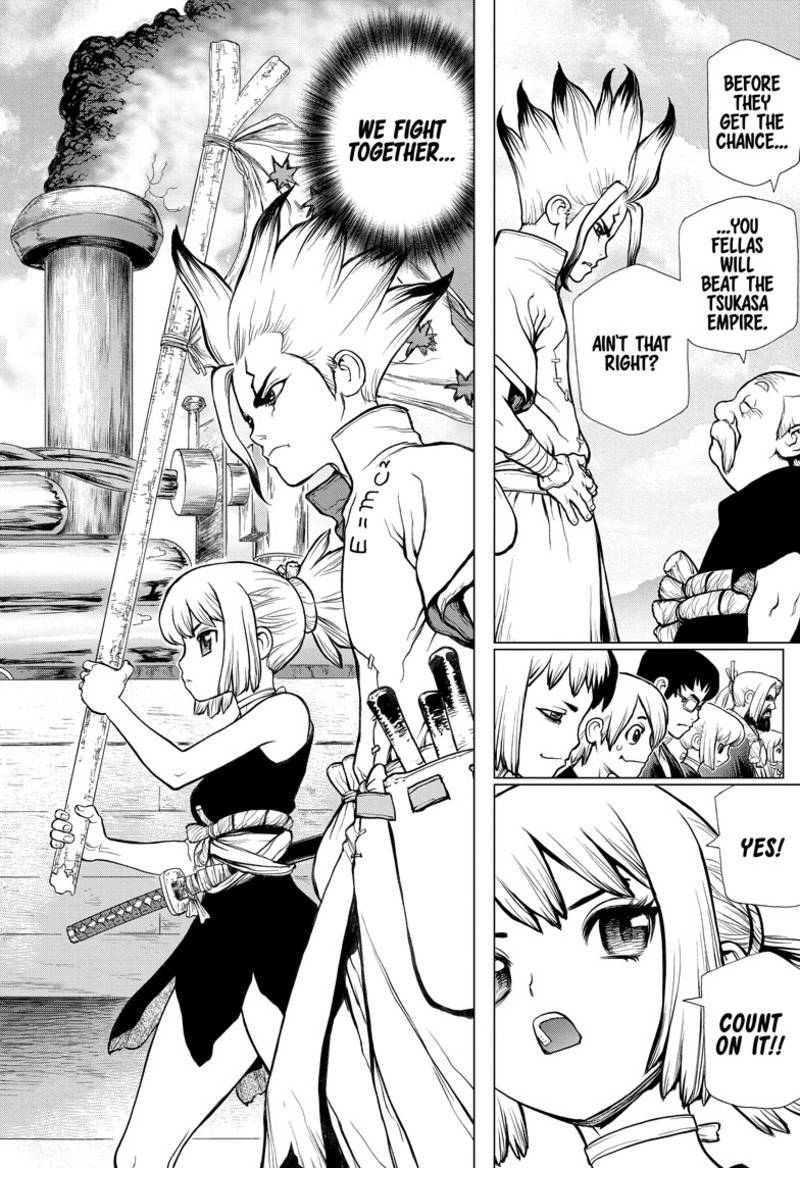 BEFORE
THEY
GET THE
CHANCE...
...YOU
FELLAS
WILL
BEAT THE
TSUKASA
EMPIRE.
AIN'T THAT
RIGHT?
YES!
COUNT
ON IT!!
WE FIGHT
TOGETHER...
E=mC2